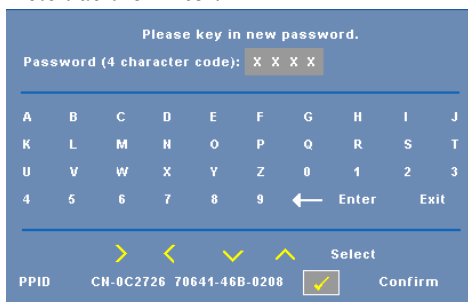 Please key in new password.
Password (4 character code): X X X X
A B C D E F G H I J
K L M N O P Q R S T
U V W X Y Z 0 1 2 3
4 5 6 7 8 9 ← Enter Exit
Select
PPID CN-0C2726 70641-46B-0208 ✓ Confirm